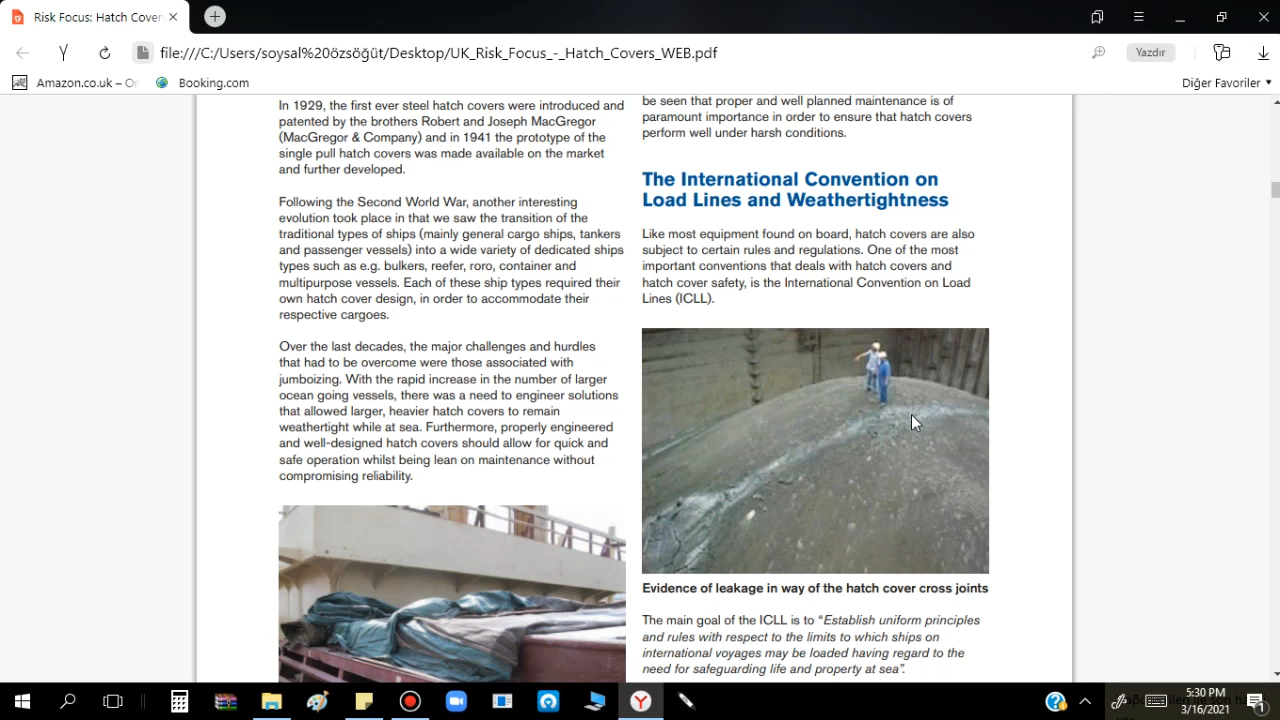 Risk Focus: Hatch Cover
file:///C:/Users/soysal%20özsöğüt/Desktop/UK_Risk_Focus_-_Hatch_Covers_WEB.pdf
Yazdır
Amazon.co.uk – Or
Booking.com
Diğer Favoriler
In 1929, the first ever steel hatch covers were introduced and
patented by the brothers Robert and Joseph MacGregor
(MacGregor & Company) and in 1941 the prototype of the
single pull hatch covers was made available on the market
and further developed.
Following the Second World War, another interesting
evolution took place in that we saw the transition of the
traditional types of ships (mainly general cargo ships, tankers
and passenger vessels) into a wide variety of dedicated ships
types such as e.g. bulkers, reefer, roro, container and
multipurpose vessels. Each of these ship types required their
own hatch cover design, in order to accommodate their
respective cargoes.
Over the last decades, the major challenges and hurdles
that had to be overcome were those associated with
jumboizing. With the rapid increase in the number of larger
ocean going vessels, there was a need to engineer solutions
that allowed larger, heavier hatch covers to remain
weathertight while at sea. Furthermore, properly engineered
and well-designed hatch covers should allow for quick and
safe operation whilst being lean on maintenance without
compromising reliability.
be seen that proper and well planned maintenance is of
paramount importance in order to ensure that hatch covers
perform well under harsh conditions.
The International Convention on
Load Lines and Weathertightness
Like most equipment found on board, hatch covers are also
subject to certain rules and regulations. One of the most
important conventions that deals with hatch covers and
hatch cover safety, is the International Convention on Load
Lines (ICLL).
Evidence of leakage in way of the hatch cover cross joints
The main goal of the ICLL is to “Establish uniform principles
and rules with respect to the limits to which ships on
international voyages may be loaded having regard to the
need for safeguarding life and property at sea”.
5:30 PM
3/16/2021
1